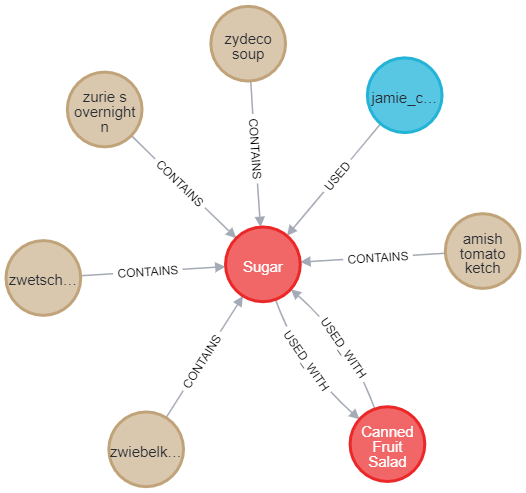 zydeco
soup
zurie s
overnight
n
jamie_c…
CONTAINS
CONTAINS
USED
amish
tomato
ketch
CONTAINS
Sugar
CONTAINS
zwetsch…
CONTAINS
USED_WITH
USED_WITH
zwiebelk…
Canned
Fruit
Salad